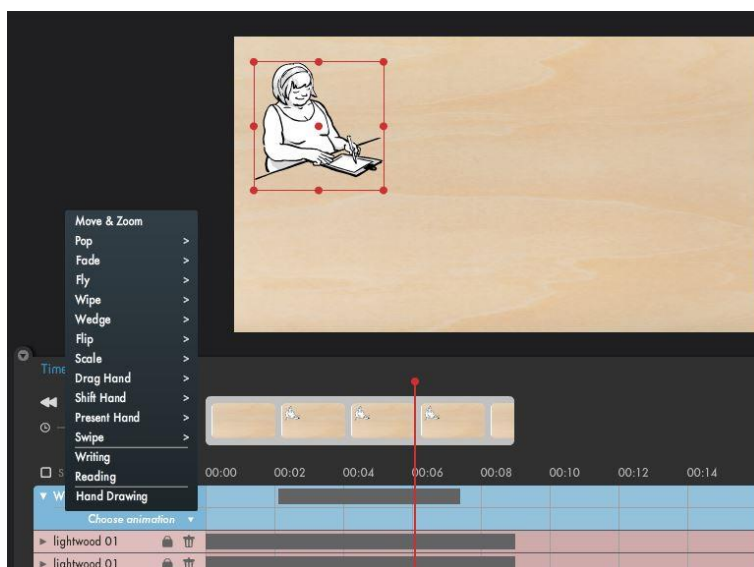 Move & Zoom
Pop >
Fade >
Fly >
Wipe >
Wedge >
Flip >
Scale >
Drag Hand >
Shift Hand >
Present Hand >
Swipe >
Writing
Reading
Hand Drawing
00:00 00:02 00:04 00:06 00:08 00:10 00:12 00:14
Choose animation
lightwood 01
lightwood 01